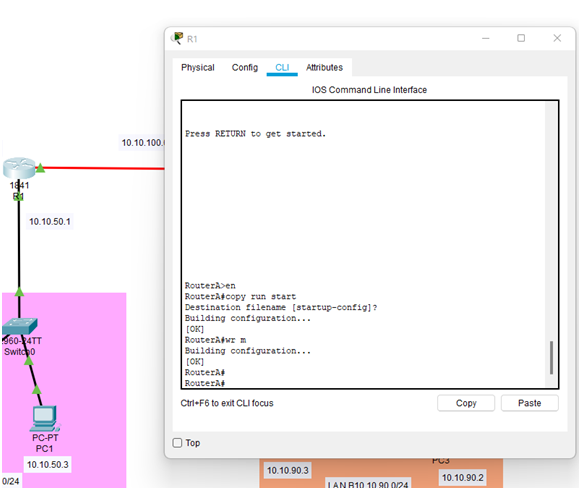 R1
Physical Config CLI Attributes
IOS Command Line Interface
Press RETURN to get started.
RouterA>en
RouterA#copy run start
Destination filename [startup-config]?
Building configuration...
[OK]
RouterA#wr m
Building configuration...
[OK]
RouterA#
RouterA#
Ctrl+F6 to exit CLI focus
Copy
Paste
Top
10.10.100.
1841
R1
10.10.50.1
960-24TT
Switch0
PC-PT
PC1
10.10.50.3
0/24
10.10.90.3
PC3
10.10.90.2
LAN B10.10.90.0/24